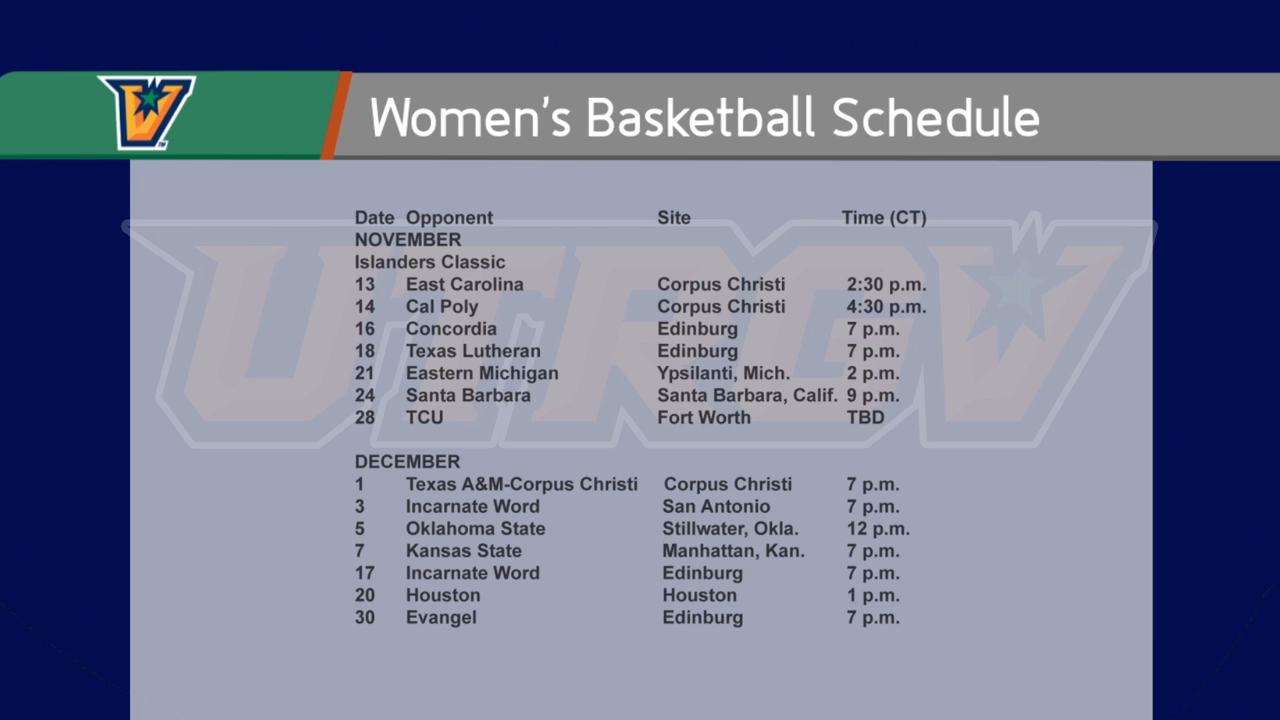 Women's Basketball Schedule
Date Opponent Site Time (CT)
NOVEMBER
Islanders Classic
13 East Carolina Corpus Christi 2:30 p.m.
14 Cal Poly Corpus Christi 4:30 p.m.
16 Concordia Edinburg 7 p.m.
18 Texas Lutheran Edinburg 7 p.m.
21 Eastern Michigan Ypsilanti, Mich. 2 p.m.
24 Santa Barbara Santa Barbara, Calif. 9 p.m.
28 TCU Fort Worth TBD
DECEMBER
1 Texas A&M-Corpus Christi Corpus Christi 7 p.m.
3 Incarnate Word San Antonio 7 p.m.
5 Oklahoma State Stillwater, Okla. 12 p.m.
7 Kansas State Manhattan, Kan. 7 p.m.
17 Incarnate Word Edinburg 7 p.m.
20 Houston Houston 1 p.m.
30 Evangel Edinburg 7 p.m.
UTRGV
V
TM